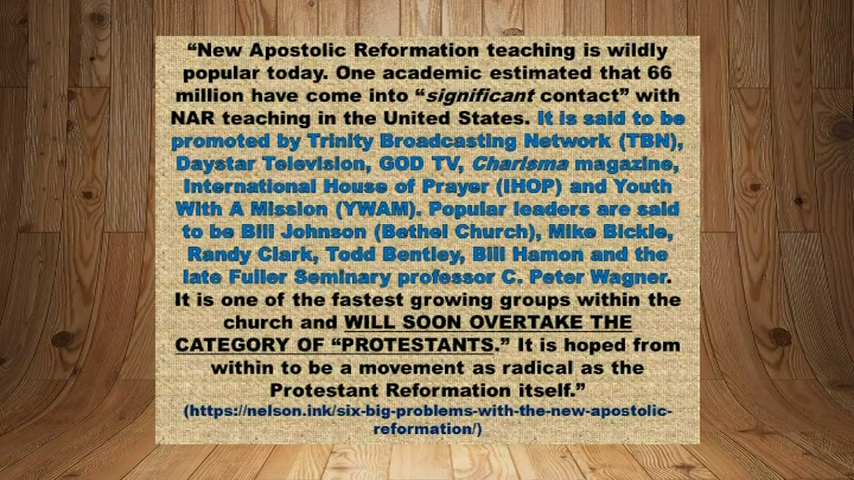 “New Apostolic Reformation teaching is wildly
popular today. One academic estimated that 66
million have come into “significant contact” with
NAR teaching in the United States. It is said to be
promoted by Trinity Broadcasting Network (TBN),
Daystar Television, GOD TV, Charisma magazine,
International House of Prayer (IHOP) and Youth
With A Mission (YWAM). Popular leaders are said
to be Bill Johnson (Bethel Church), Mike Bickle,
Randy Clark, Todd Bentley, Bill Hamon and the
late Fuller Seminary professor C. Peter Wagner.
It is one of the fastest growing groups within the
church and WILL SOON OVERTAKE THE
CATEGORY OF “PROTESTANTS.” It is hoped from
within to be a movement as radical as the
Protestant Reformation itself.”
(https://nelson.ink/six-big-problems-with-the-new-apostolic-
reformation/)